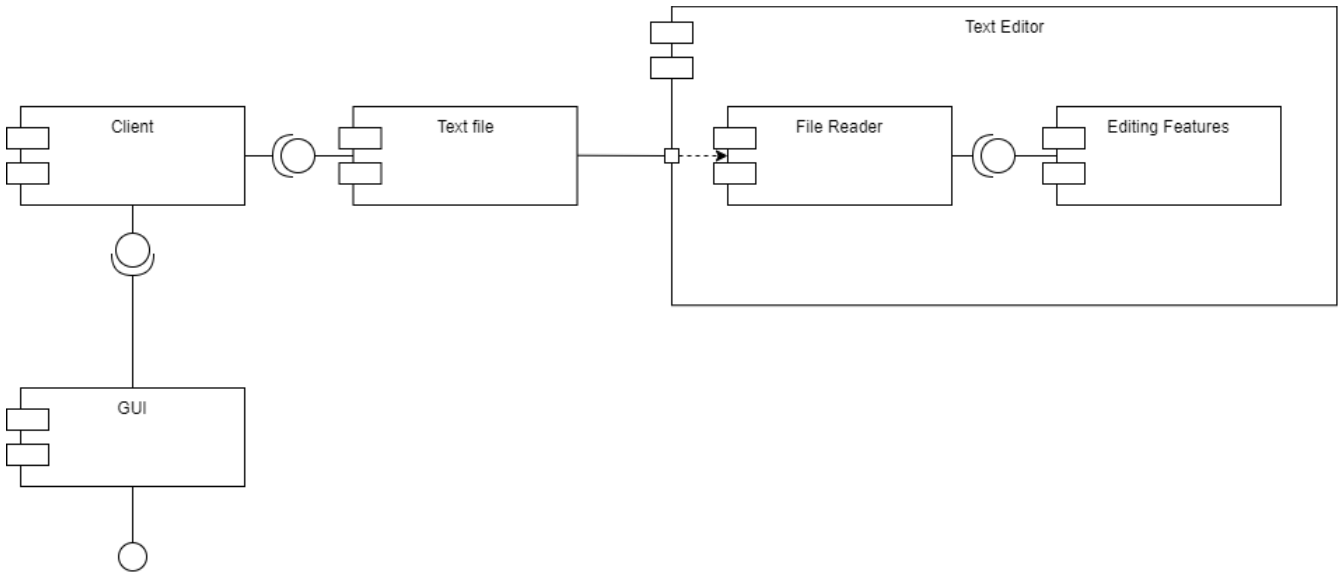 Text Editor
Client
Text file
File Reader
Editing Features
GUI